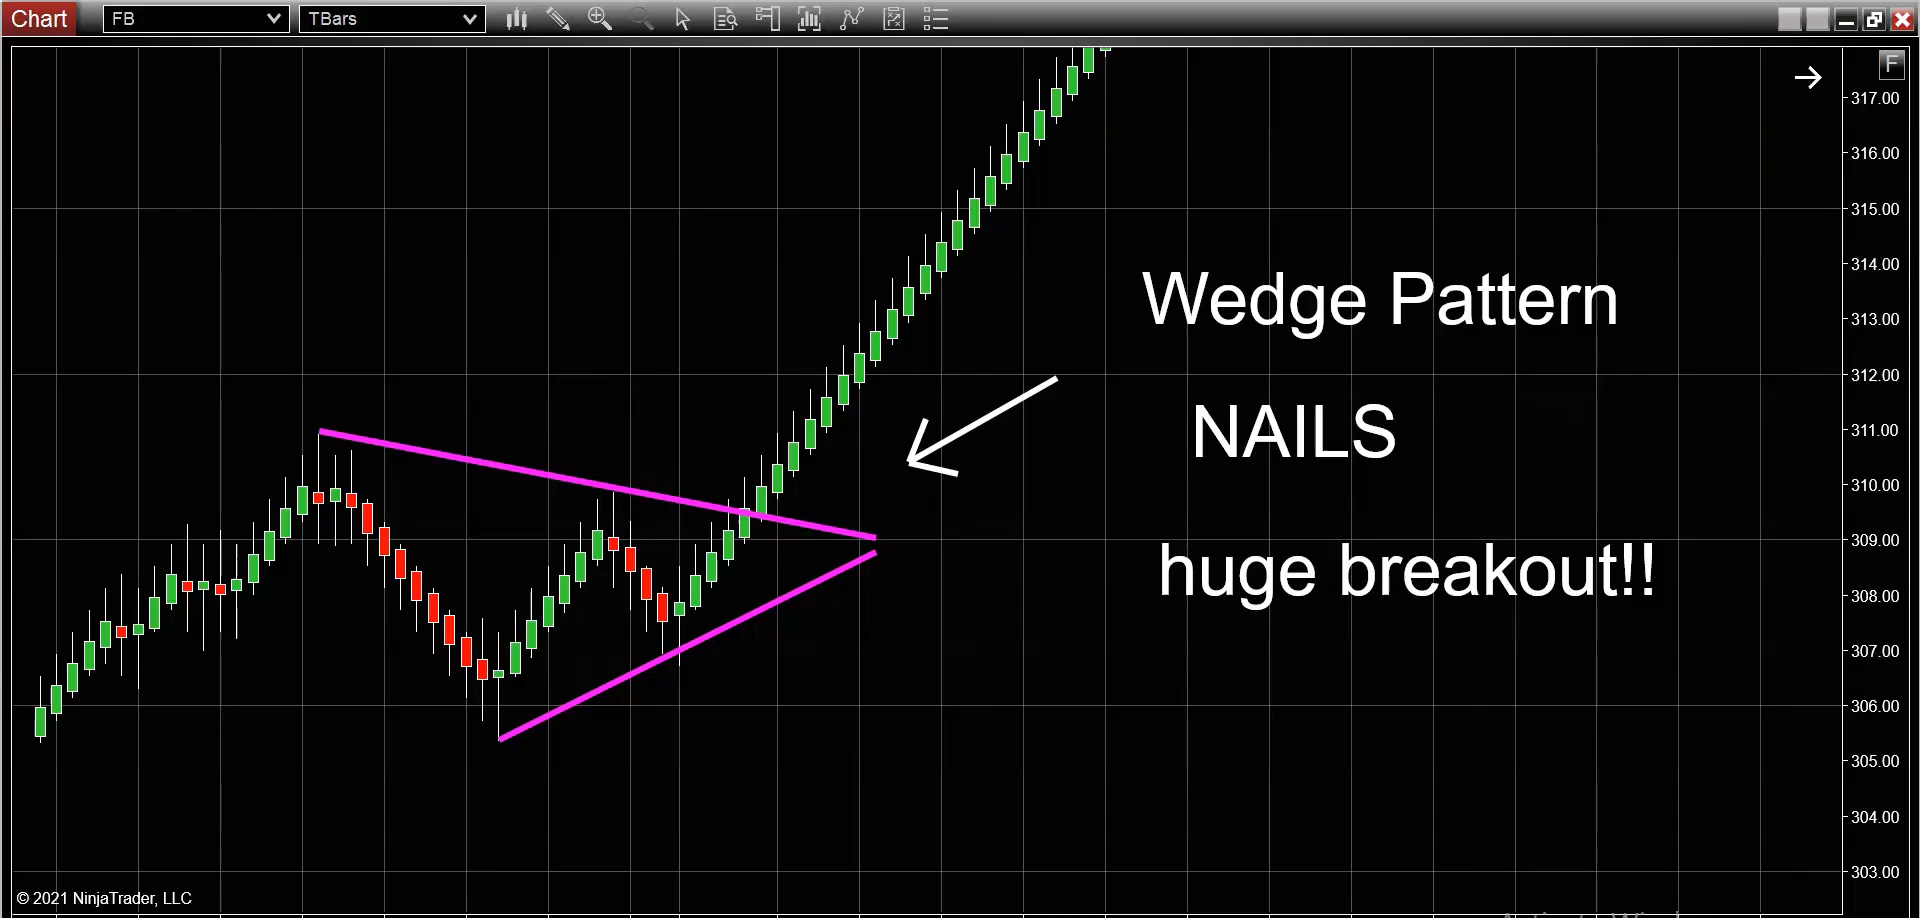 Chart FB TBars
F
317.00
316.00
315.00
314.00
Wedge Pattern
313.00
312.00
NAILS
311.00
310.00
309.00
huge breakout!!
308.00
307.00
306.00
305.00
304.00
303.00
© 2021 NinjaTrader, LLC